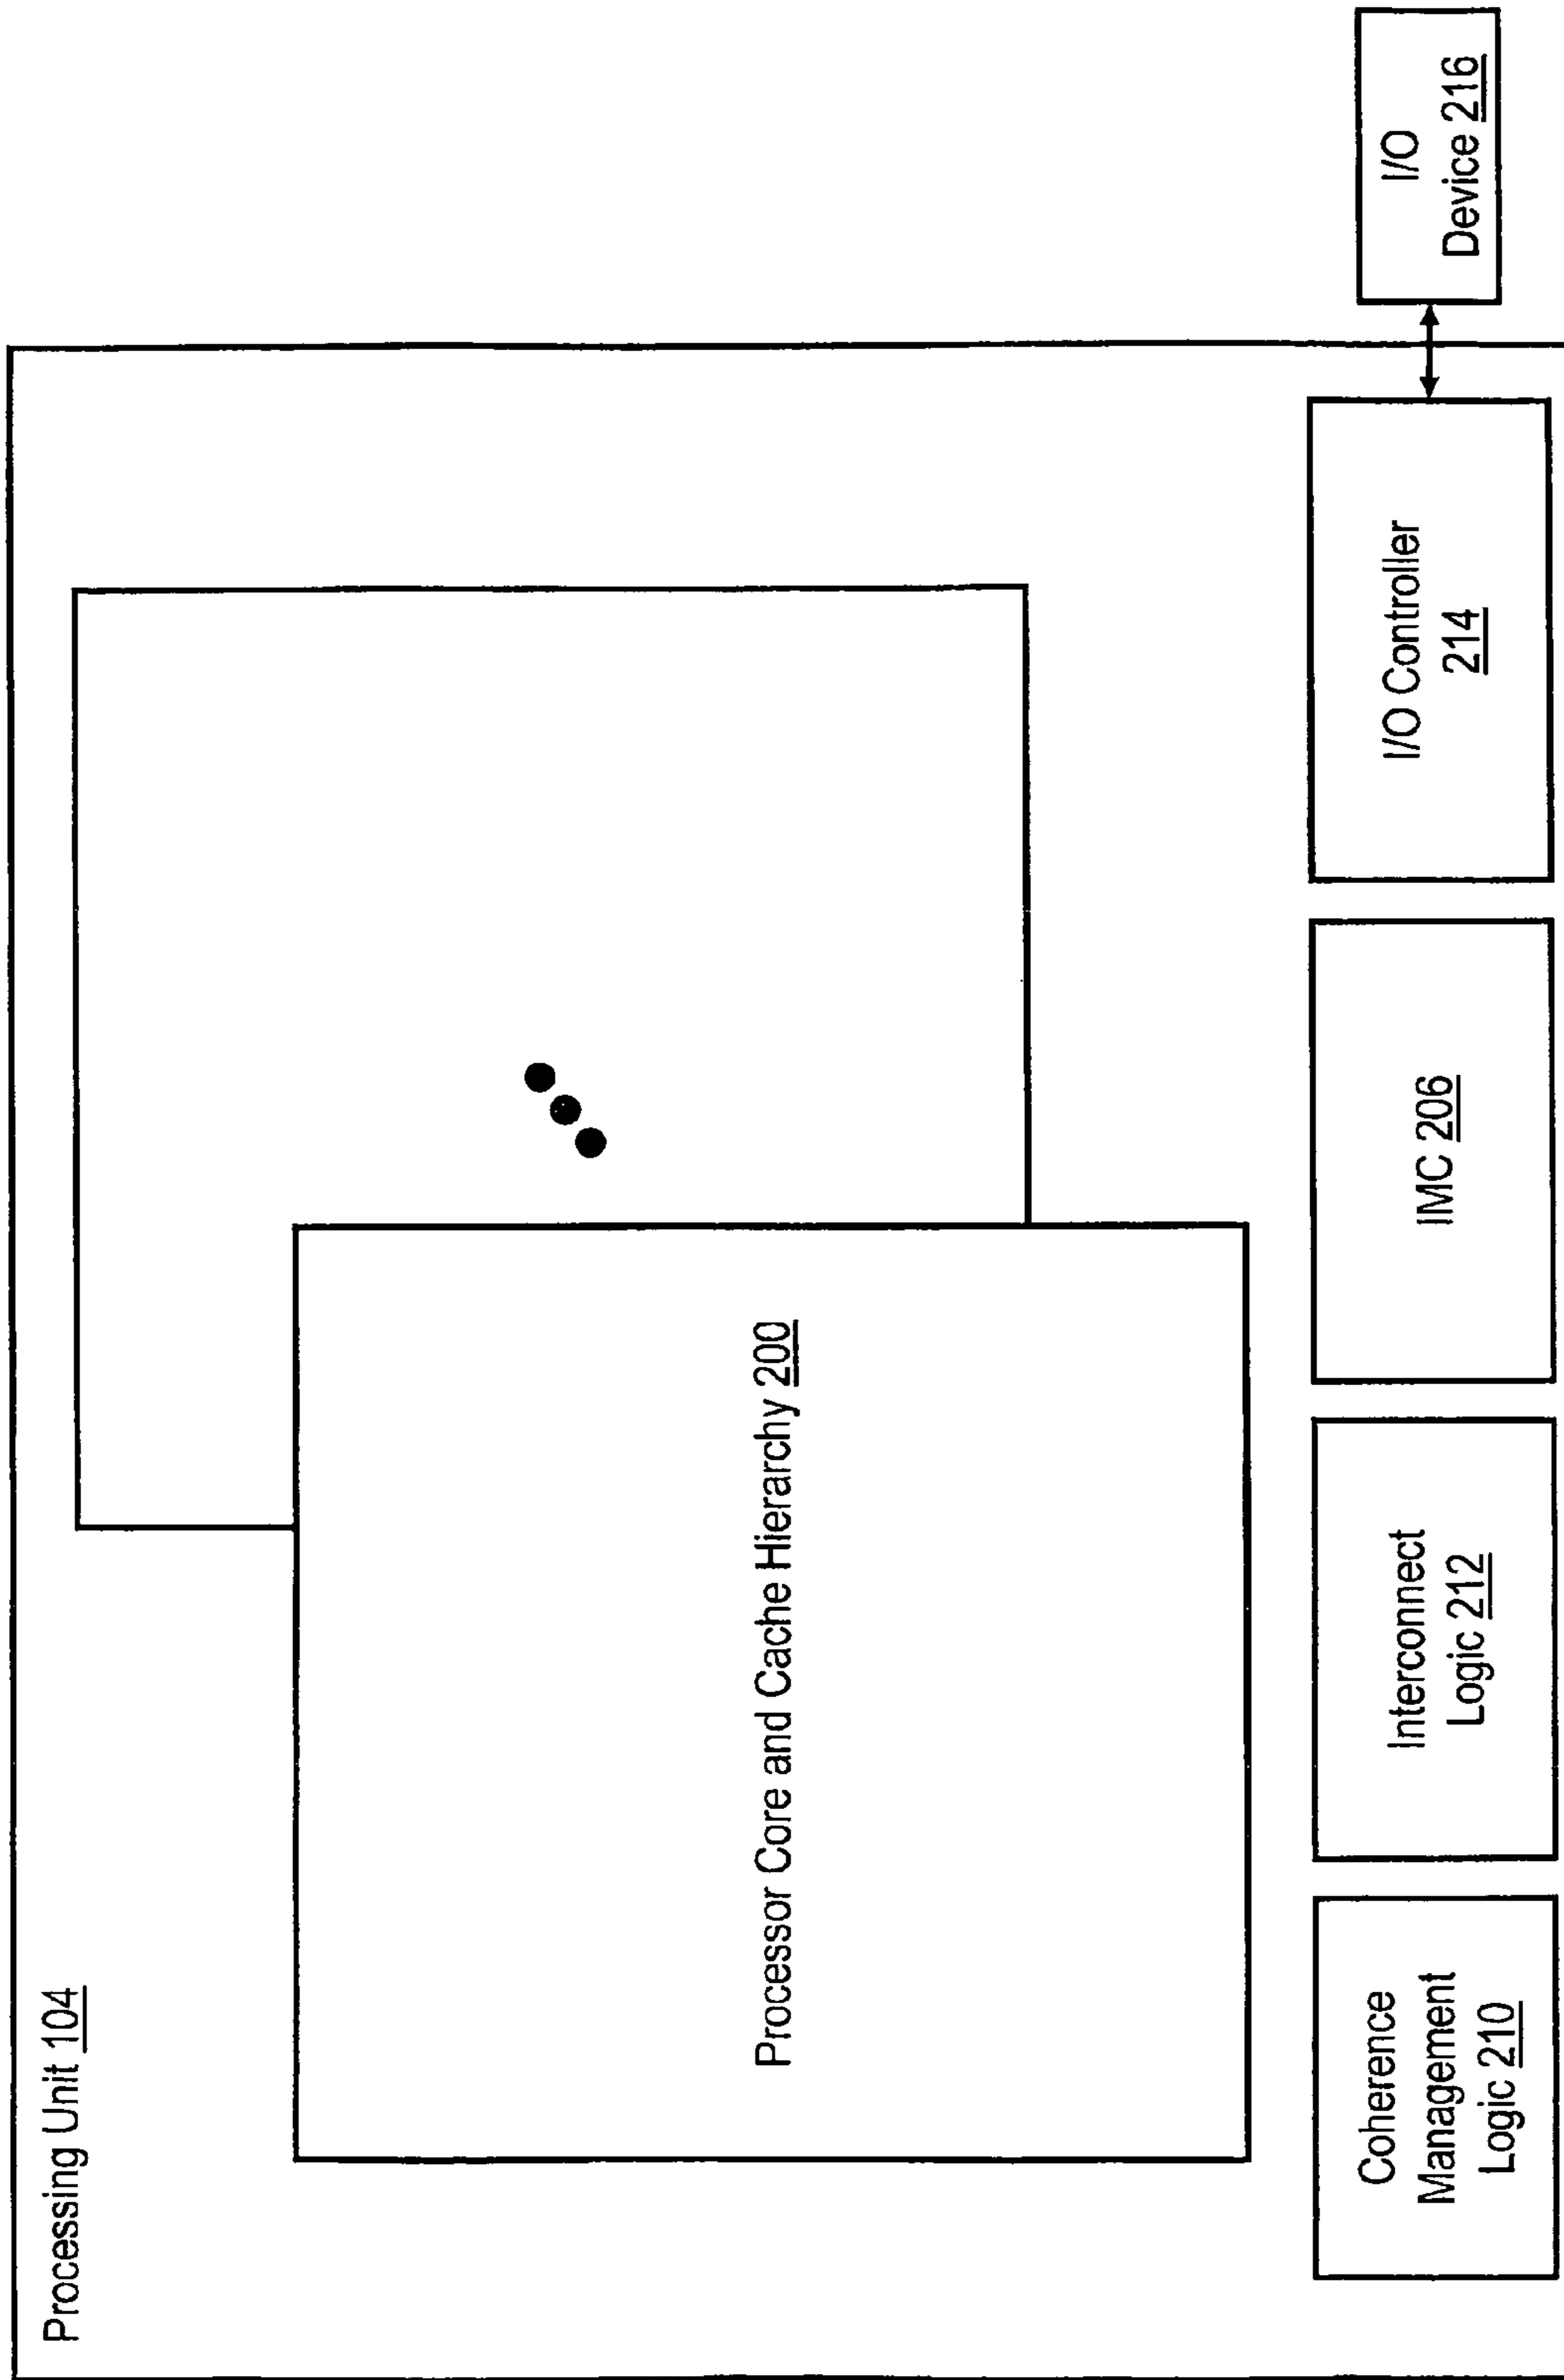 Processing Unit 104
Processor Core and Cache Hierarchy 200
Coherence
Management
Logic 210
Interconnect
Logic 212
IMC 206
I/O Controller
214
I/O
Device 216